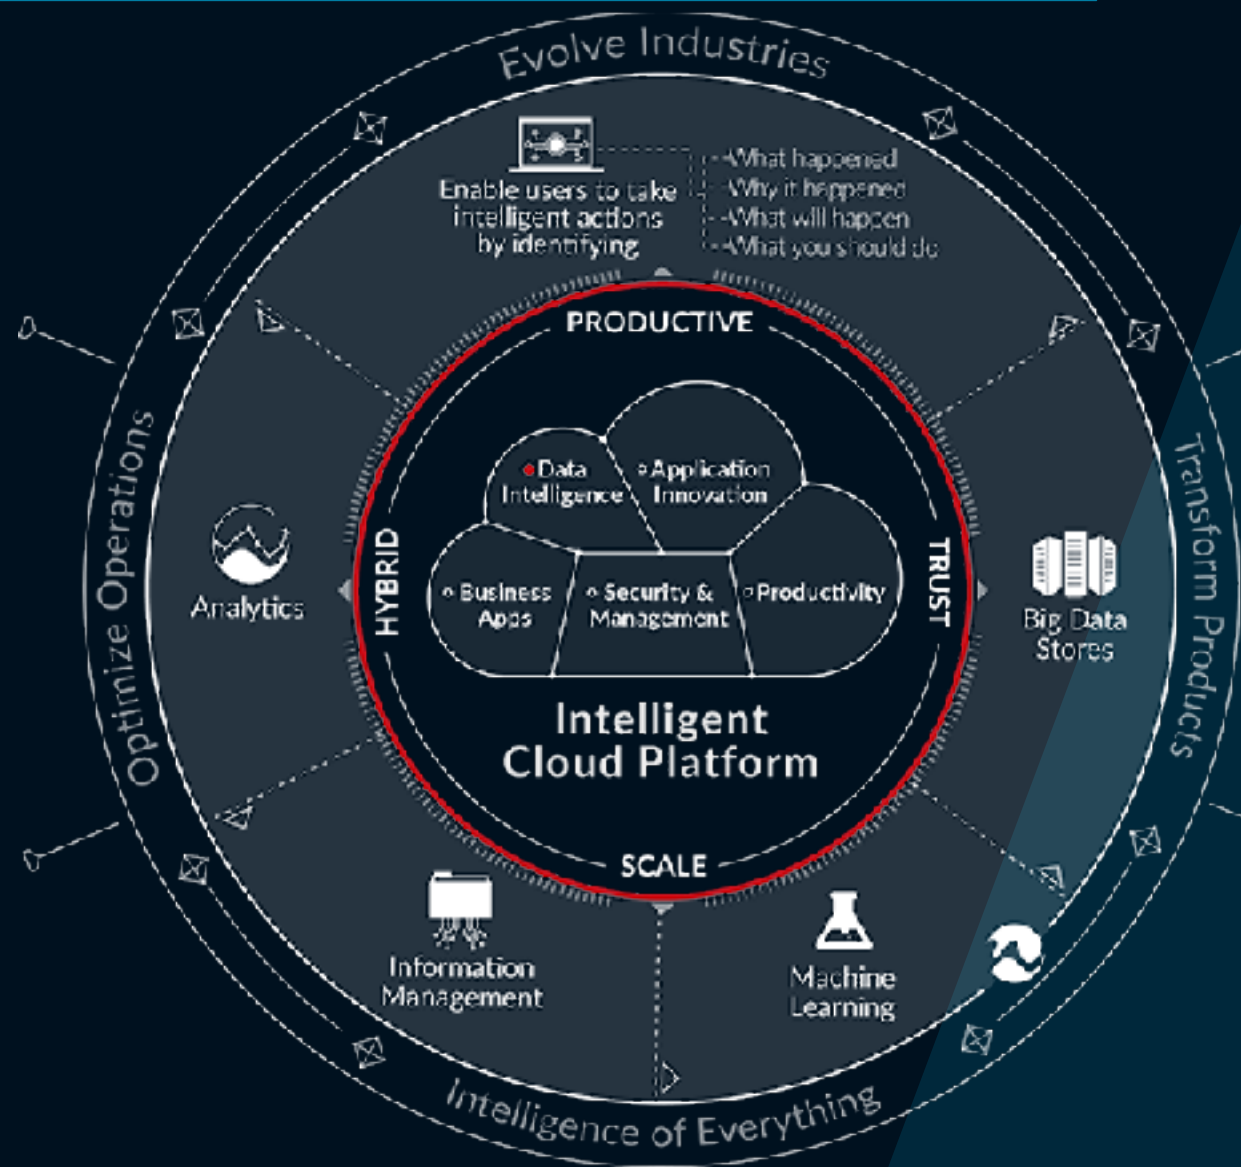 Evolve Industries
Enable users to take
intelligent actions
by identifying
What happened
Why it happened
What will happen
What you should do
PRODUCTIVE
Optimize Operations
Transform Products
Analytics
HYBRID
Data
Intelligence
Application
Innovation
Business
Apps
Security &
Management
Productivity
TRUST
Big Data
Stores
Intelligent
Cloud Platform
SCALE
Information
Management
Machine
Learning
Intelligence of Everything